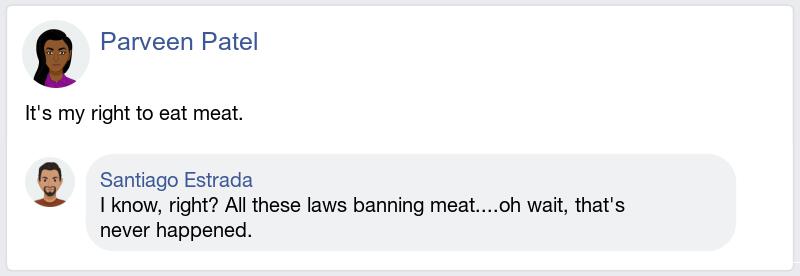 Parveen Patel
It's my right to eat meat.
Santiago Estrada
I know, right? All these laws banning meat....oh wait, that's
never happened.